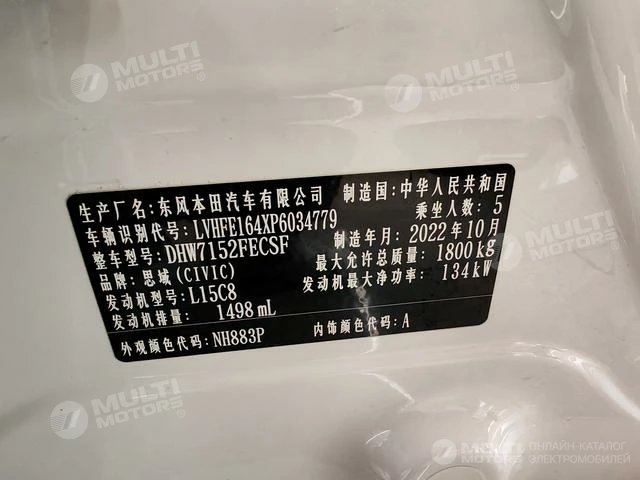 MULTI MOTORS®
MULTI MOTORS®
生产厂名:东风本田汽车有限公司 制造国:中华人民共和国
车辆识别代号:LVHFE164XP6034779 乘坐人数: 5
整车型号:DHW7152FECSF 制造年月:2022年10月
品牌:思域(CIVIC) 最大允许总质量: 1800kg
发动机型号:L15C8 发动机最大净功率: 134kW
发动机排量: 1498mL
外观颜色代码:NH883P 内饰颜色代码:A
MULTI MOTORS®
MULTI MOTORS®
ОНЛАЙН-КАТАЛОГ
ЭЛЕКТРОМОБИЛЕЙ